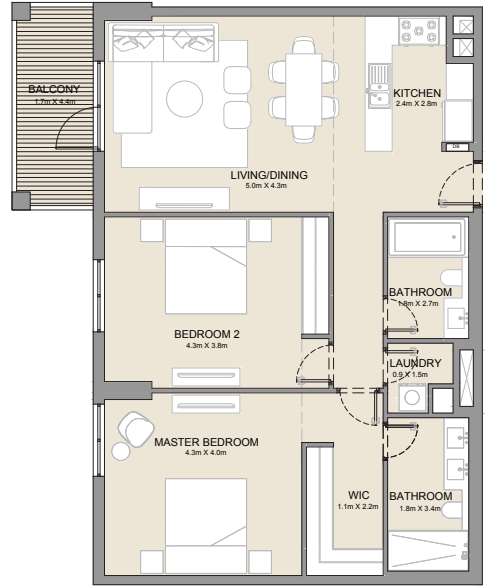 BALCONY
1.7m X 4.4m
KITCHEN
2.4m X 2.8m
DB
LIVING/DINING
5.0m X 4.3m
BATHROOM
1.8m X 2.7m
BEDROOM 2
4.3m X 3.8m
LAUNDRY
0.9 X 1.5m
MASTER BEDROOM
4.3m X 4.0m
WIC
1.1m X 2.2m
BATHROOM
1.8m X 3.4m